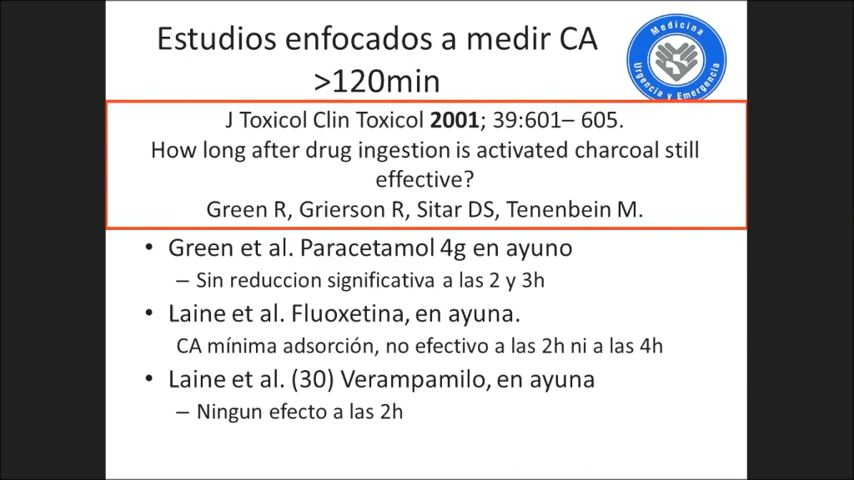 Estudios enfocados a medir CA
>120min
Medicina
Urgencia y Emergencia
J Toxicol Clin Toxicol 2001; 39:601– 605.
How long after drug ingestion is activated charcoal still
effective?
Green R, Grierson R, Sitar DS, Tenenbein M.
• Green et al. Paracetamol 4g en ayuno
– Sin reduccion significativa a las 2 y 3h
• Laine et al. Fluoxetina, en ayuna.
CA mínima adsorción, no efectivo a las 2h ni a las 4h
• Laine et al. (30) Verampamilo, en ayuna
– Ningun efecto a las 2h